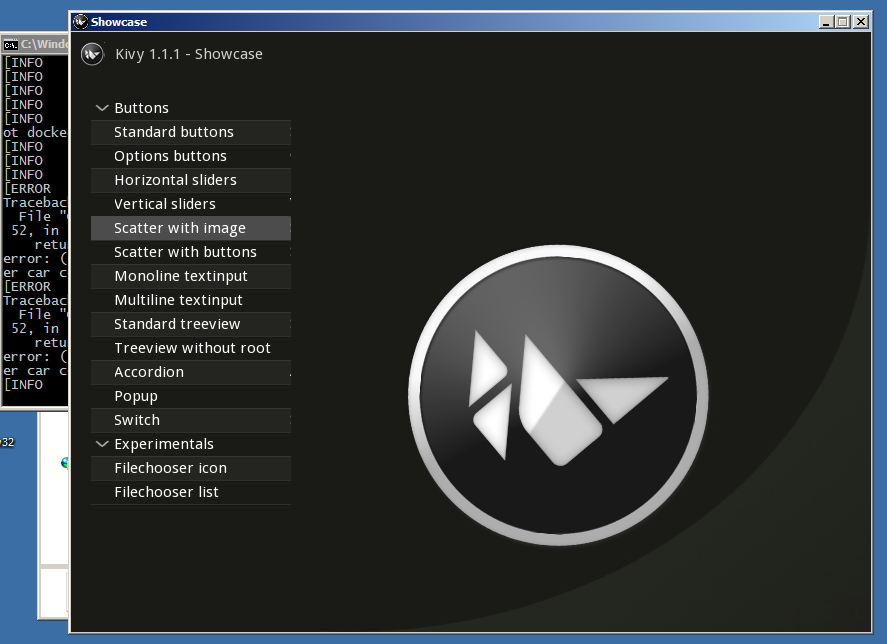 Showcase
C:\Windo
Kivy 1.1.1 - Showcase
[INFO
[INFO
[INFO
[INFO
[INFO
ot docke
[INFO
[INFO
[INFO
[ERROR
Tracebac
File "
52, in
retu
error: (
er car c
[ERROR
Tracebac
File "
52, in
retu
error: (
er car c
[INFO
32
Buttons
Standard buttons
Options buttons
Horizontal sliders
Vertical sliders
Scatter with image
Scatter with buttons
Monoline textinput
Multiline textinput
Standard treeview
Treeview without root
Accordion
Popup
Switch
Experimentals
Filechooser icon
Filechooser list